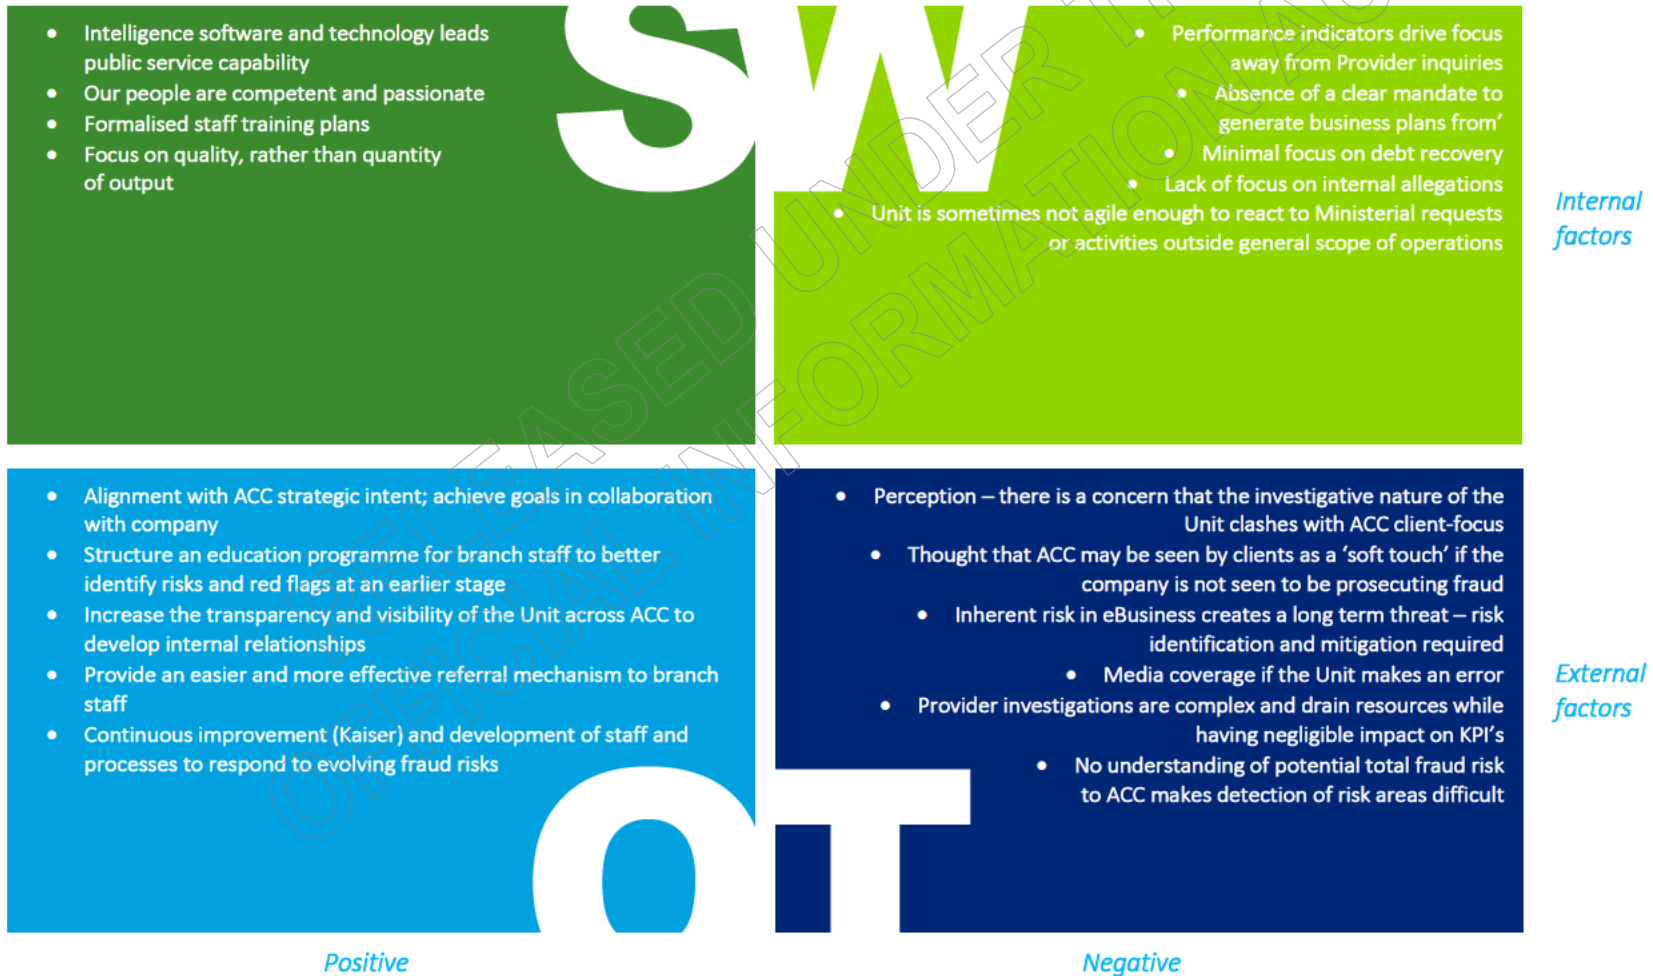 • Intelligence software and technology leads
public service capability
• Our people are competent and passionate
• Formalised staff training plans
• Focus on quality, rather than quantity
of output
S
W
• Performance indicators drive focus
away from Provider inquiries
• Absence of a clear mandate to
generate business plans from’
• Minimal focus on debt recovery
• Lack of focus on internal allegations
• Unit is sometimes not agile enough to react to Ministerial requests
or activities outside general scope of operations
Internal
factors
• Alignment with ACC strategic intent; achieve goals in collaboration
with company
• Structure an education programme for branch staff to better
identify risks and red flags at an earlier stage
• Increase the transparency and visibility of the Unit across ACC to
develop internal relationships
• Provide an easier and more effective referral mechanism to branch
staff
• Continuous improvement (Kaiser) and development of staff and
processes to respond to evolving fraud risks
O
T
• Perception – there is a concern that the investigative nature of the
Unit clashes with ACC client-focus
• Thought that ACC may be seen by clients as a ‘soft touch’ if the
company is not seen to be prosecuting fraud
• Inherent risk in eBusiness creates a long term threat – risk
identification and mitigation required
• Media coverage if the Unit makes an error
• Provider investigations are complex and drain resources while
having negligible impact on KPI’s
• No understanding of potential total fraud risk
to ACC makes detection of risk areas difficult
External
factors
Positive
Negative
RELEASED UNDER
OFFICIAL INFORMATION